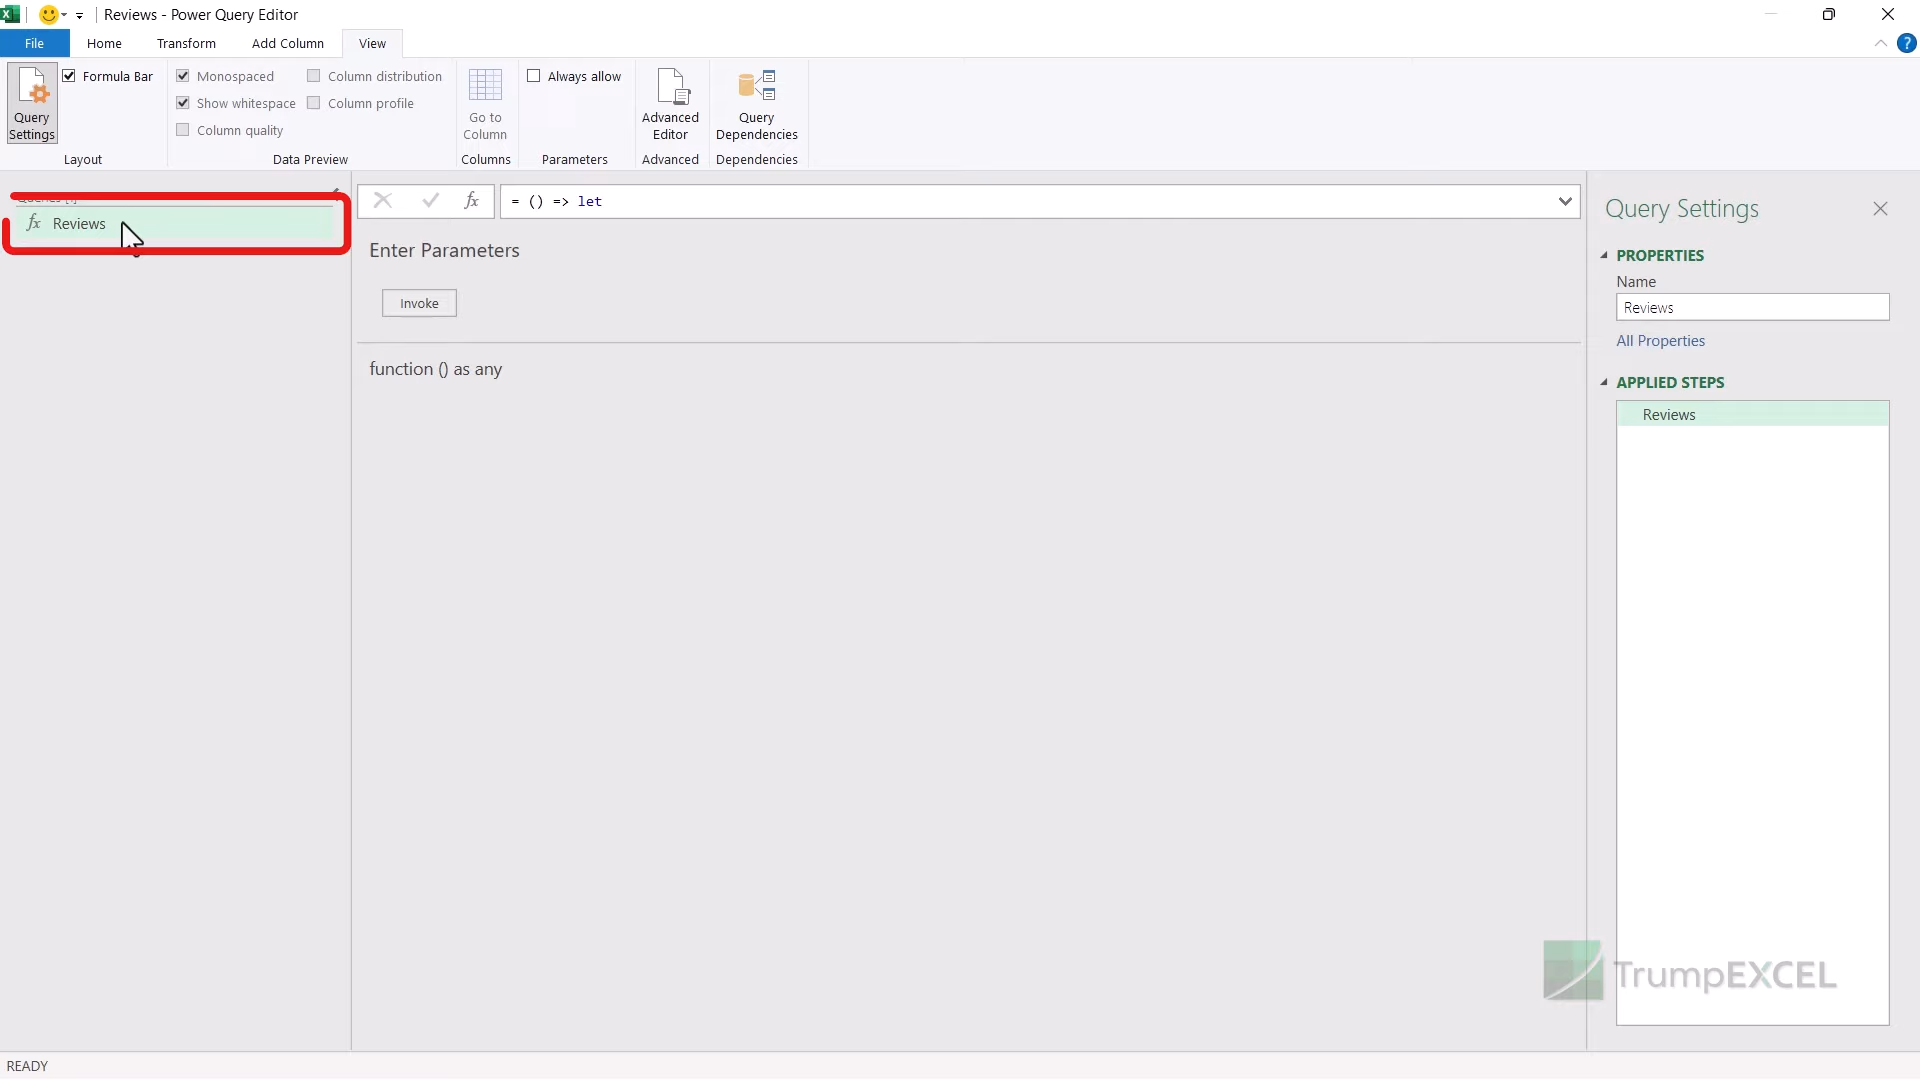 Reviews - Power Query Editor
File Home Transform Add Column View
Query Settings
Formula Bar
Layout
Monospaced
Show whitespace
Column quality
Column distribution
Column profile
Data Preview
Go to Column
Columns
Always allow
Parameters
Advanced Editor
Advanced
Query Dependencies
Dependencies
fx Reviews
fx
= () => let
Enter Parameters
Invoke
function () as any
Query Settings
PROPERTIES
Name
Reviews
All Properties
APPLIED STEPS
Reviews
TrumpEXCEL
READY